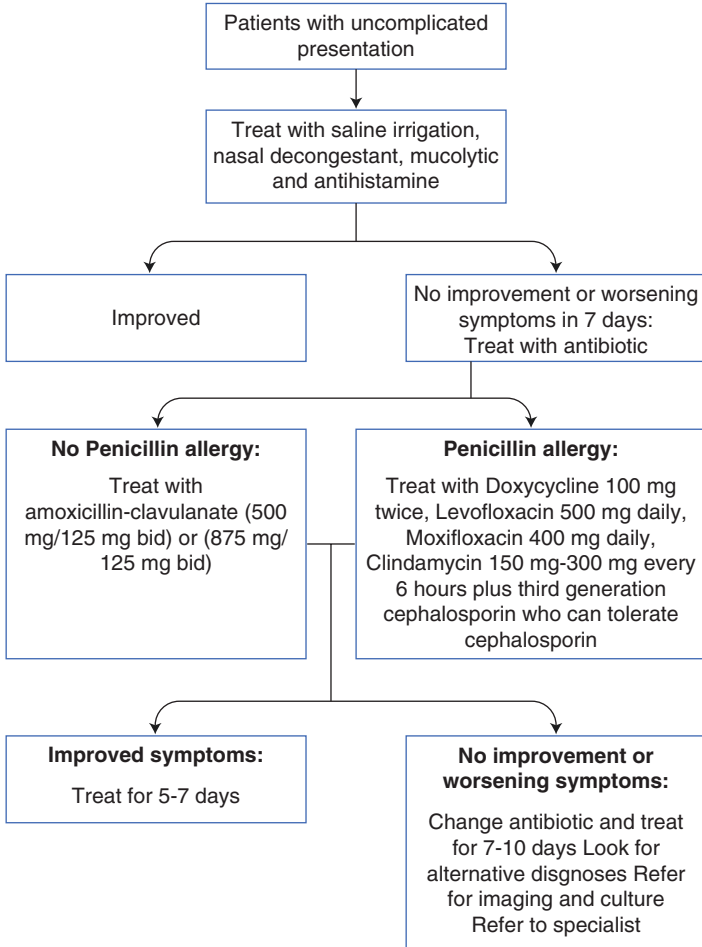 Patients with uncomplicated
presentation
Treat with saline irrigation,
nasal decongestant, mucolytic
and antihistamine
Improved
No improvement or worsening
symptoms in 7 days:
Treat with antibiotic
No Penicillin allergy:
Treat with
amoxicillin-clavulanate (500
mg/125 mg bid) or (875 mg/
125 mg bid)
Penicillin allergy:
Treat with Doxycycline 100 mg
twice, Levofloxacin 500 mg daily,
Moxifloxacin 400 mg daily,
Clindamycin 150 mg-300 mg every
6 hours plus third generation
cephalosporin who can tolerate
cephalosporin
Improved symptoms:
Treat for 5-7 days
No improvement or
worsening symptoms:
Change antibiotic and treat
for 7-10 days Look for
alternative disgnoses Refer
for imaging and culture
Refer to specialist